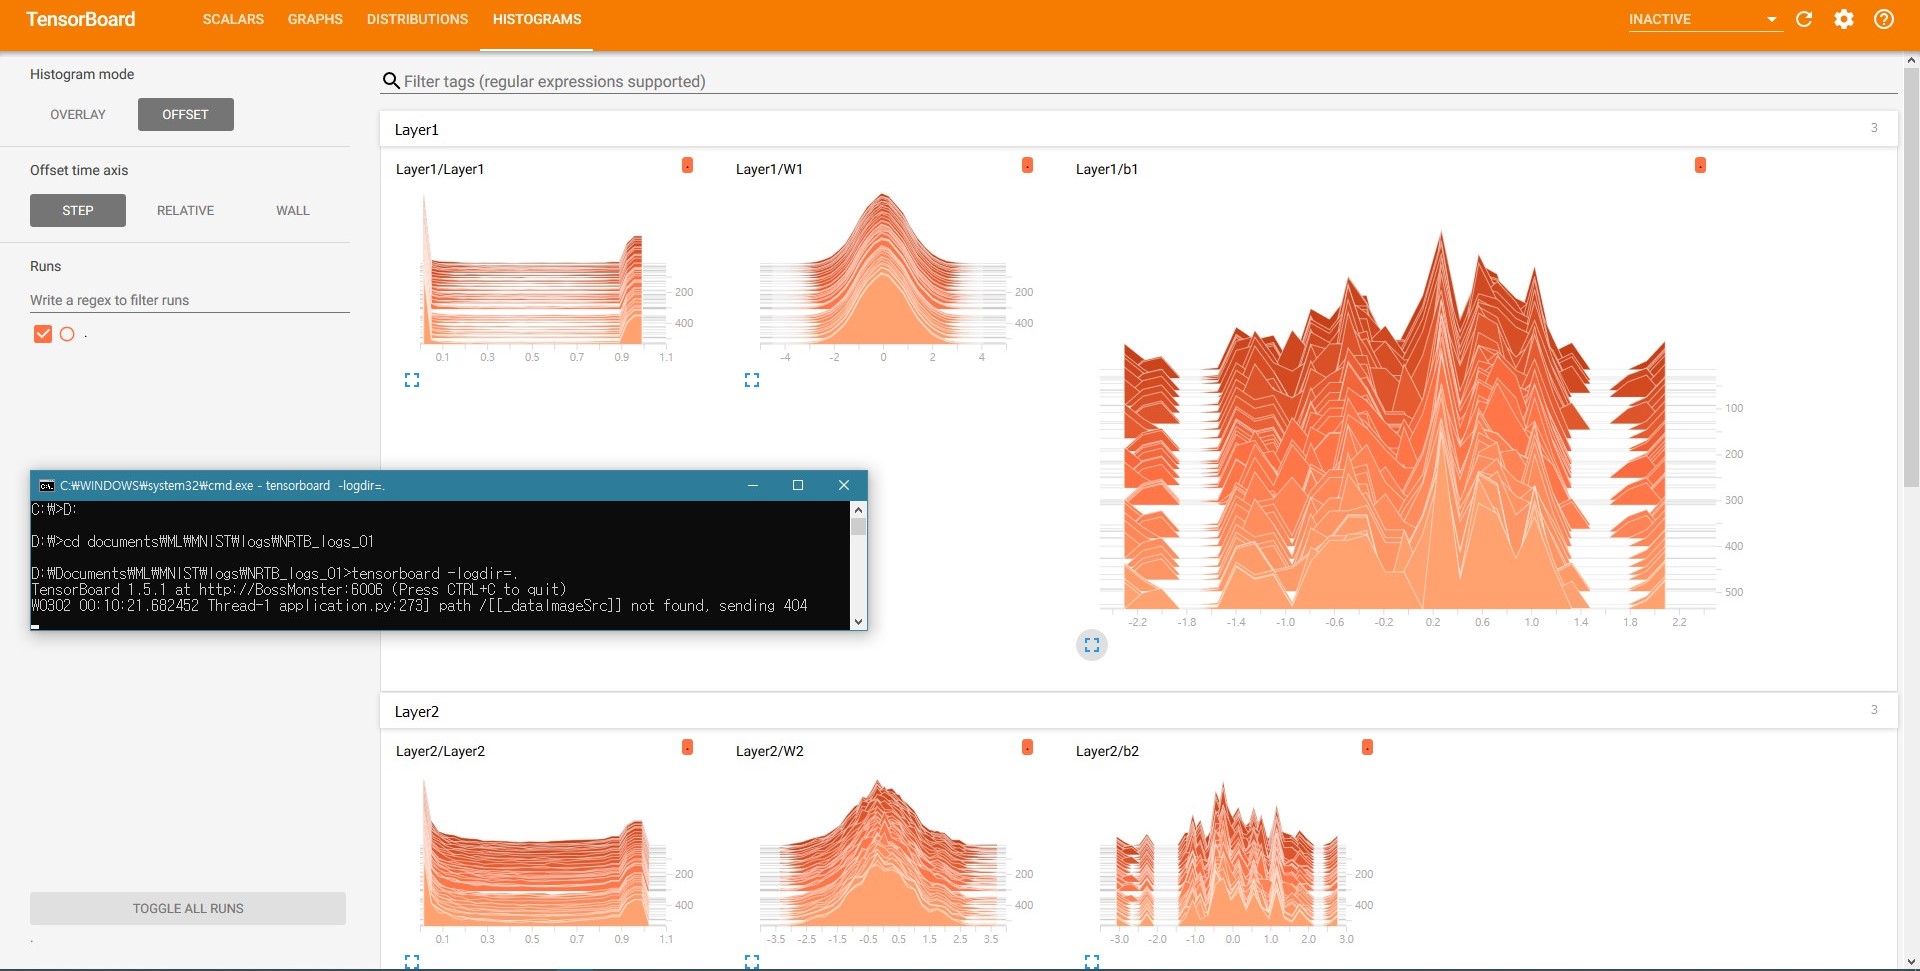 TensorBoard SCALARS GRAPHS DISTRIBUTIONS HISTOGRAMS INACTIVE
Histogram mode
OVERLAY OFFSET
Offset time axis
STEP RELATIVE WALL
Runs
Write a regex to filter runs
.
TOGGLE ALL RUNS
.
Filter tags (regular expressions supported)
Layer1 3
Layer1/Layer1 .
200
400
0.1 0.3 0.5 0.7 0.9 1.1
Layer1/W1 .
200
400
-4 -2 0 2 4
Layer1/b1 .
100
200
300
400
500
-2.2 -1.8 -1.4 -1.0 -0.6 -0.2 0.2 0.6 1.0 1.4 1.8 2.2
C:₩WINDOWS₩system32₩cmd.exe - tensorboard -logdir=.
C:₩>D:
D:₩>cd documents₩ML₩MNIST₩logs₩NRTB_logs_01
D:₩Documents₩ML₩MNIST₩logs₩NRTB_logs_01>tensorboard -logdir=.
TensorBoard 1.5.1 at http://BossMonster:6006 (Press CTRL+C to quit)
W0302 00:10:21.682452 Thread-1 application.py:273] path /[[_dataImageSrc]] not found, sending 404
Layer2 3
Layer2/Layer2 .
200
400
0.1 0.3 0.5 0.7 0.9 1.1
Layer2/W2 .
200
400
-3.5 -2.5 -1.5 -0.5 0.5 1.5 2.5 3.5
Layer2/b2 .
200
400
-3.0 -2.0 -1.0 0.0 1.0 2.0 3.0